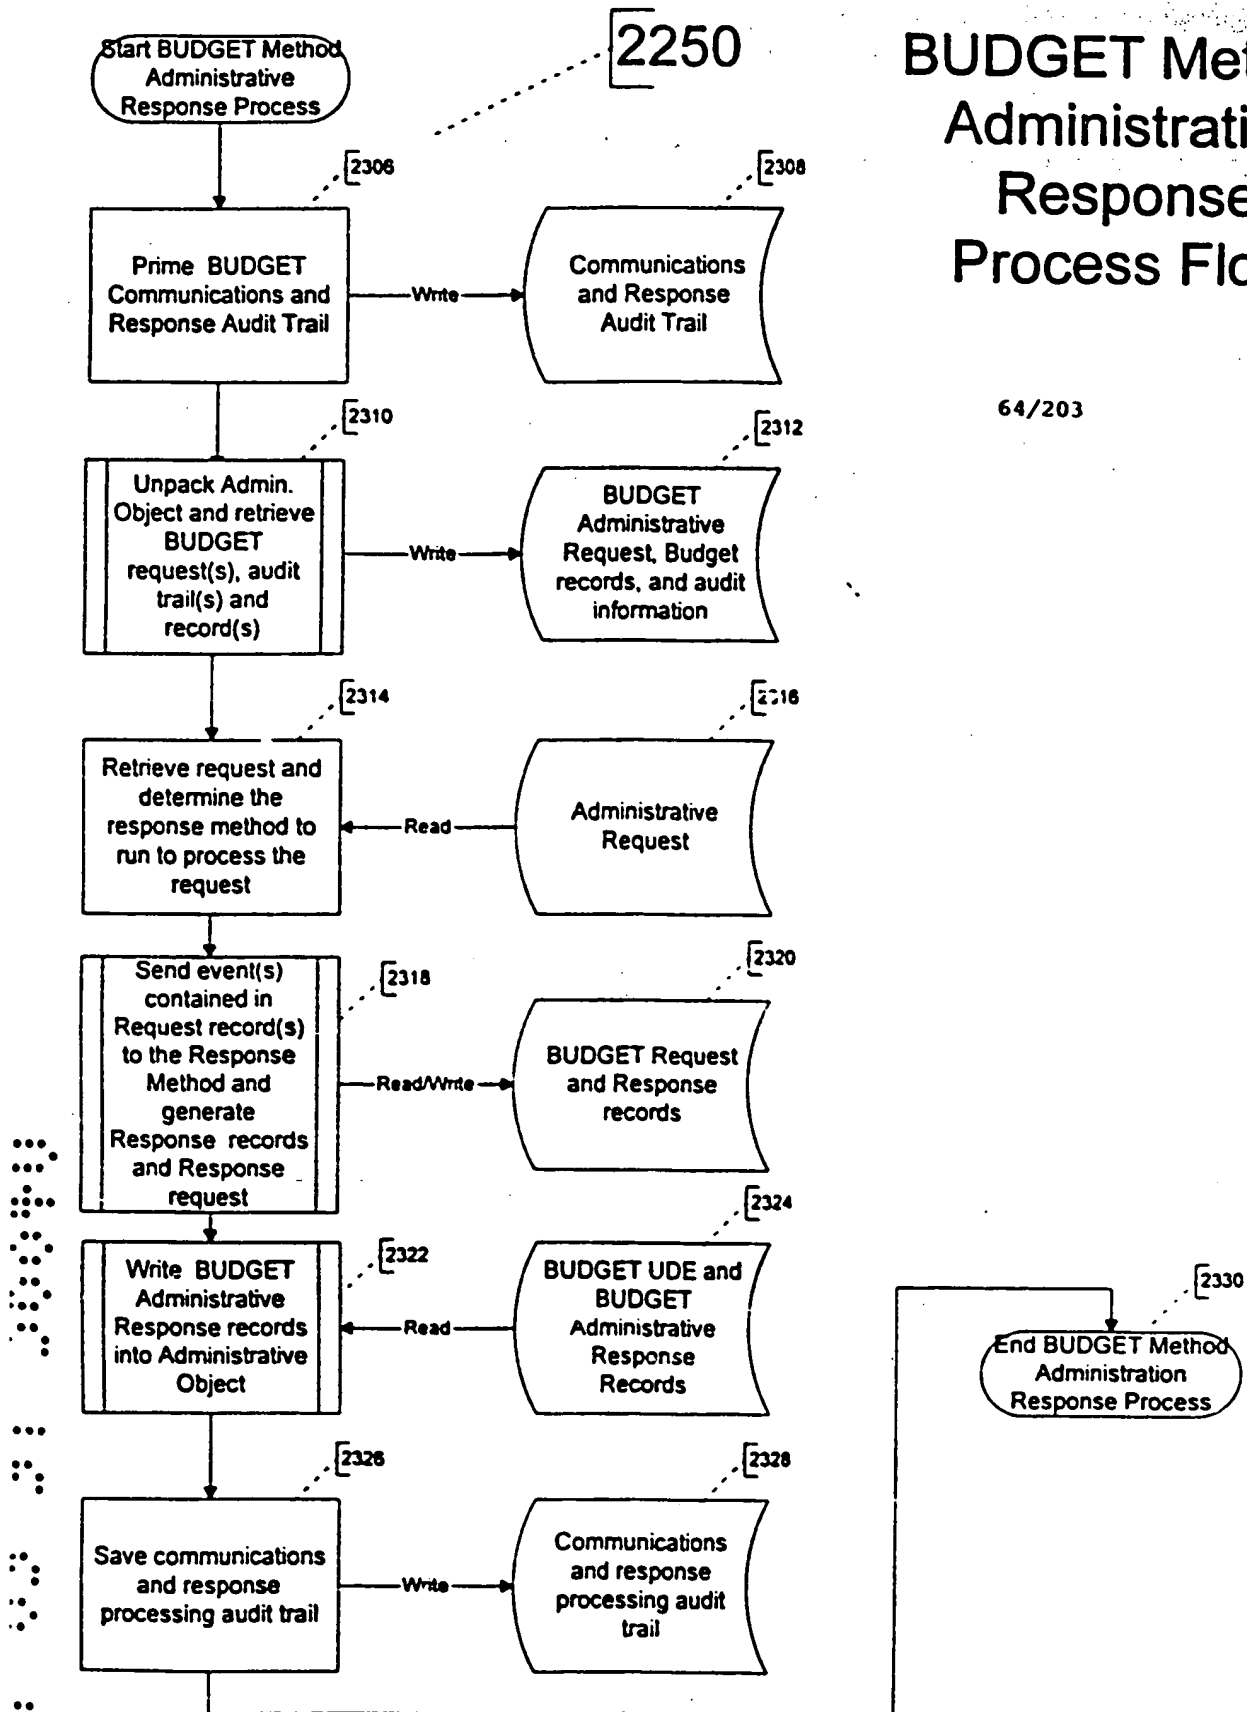 Start BUDGET Method
Administrative
Response Process
2250
BUDGET Met
Administrati
Response
Process Flo
64/203
2306
Prime BUDGET
Communications and
Response Audit Trail
Write
2308
Communications
and Response
Audit Trail
2310
Unpack Admin.
Object and retrieve
BUDGET
request(s), audit
trail(s) and
record(s)
Write
2312
BUDGET
Administrative
Request, Budget
records, and audit
information
2314
Retrieve request and
determine the
response method to
run to process the
request
Read
2316
Administrative
Request
2318
Send event(s)
contained in
Request record(s)
to the Response
Method and
generate
Response records
and Response
request
Read/Write
2320
BUDGET Request
and Response
records
2322
Write BUDGET
Administrative
Response records
into Administrative
Object
Read
2324
BUDGET UDE and
BUDGET
Administrative
Response
Records
2326
Save communications
and response
processing audit trail
Write
2328
Communications
and response
processing audit
trail
2330
End BUDGET Method
Administration
Response Process